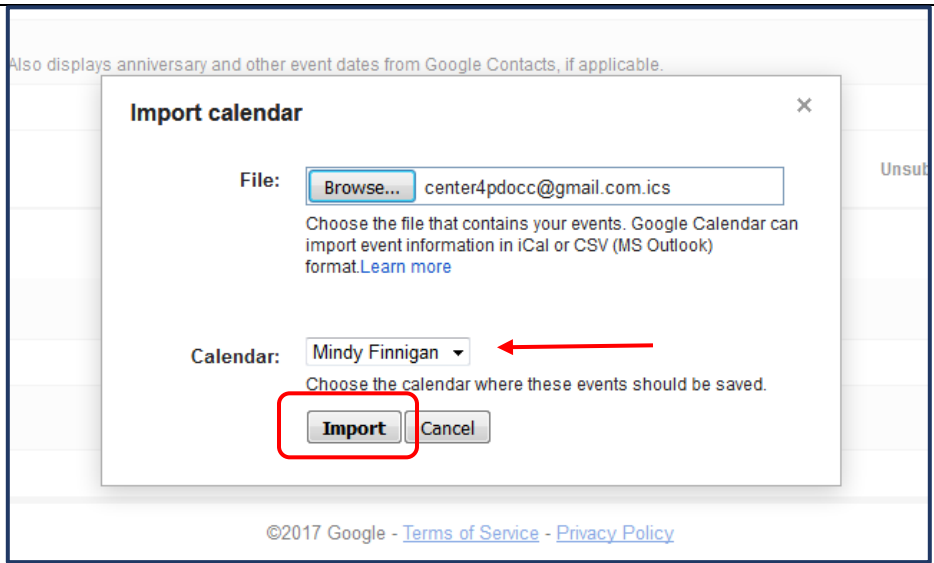 Also displays anniversary and other event dates from Google Contacts, if applicable.
Import calendar ×
Unsub
File: Browse... center4pdocc@gmail.com.ics
Choose the file that contains your events. Google Calendar can
import event information in iCal or CSV (MS Outlook)
format.Learn more
Calendar: Mindy Finnigan
Choose the calendar where these events should be saved.
Import Cancel
©2017 Google - Terms of Service - Privacy Policy